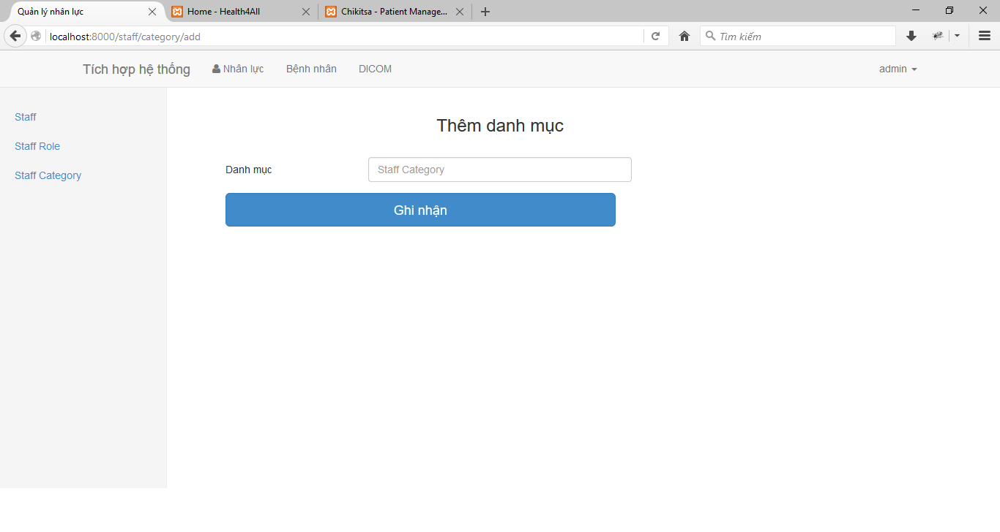 Quản lý nhân lực
Home - Health4All
Chikitsa - Patient Manage...
localhost:8000/staff/category/add
Tìm kiếm
Tích hợp hệ thống
Nhân lực
Bệnh nhân
DICOM
admin
Staff
Staff Role
Staff Category
Thêm danh mục
Danh mục
Staff Category
Ghi nhận